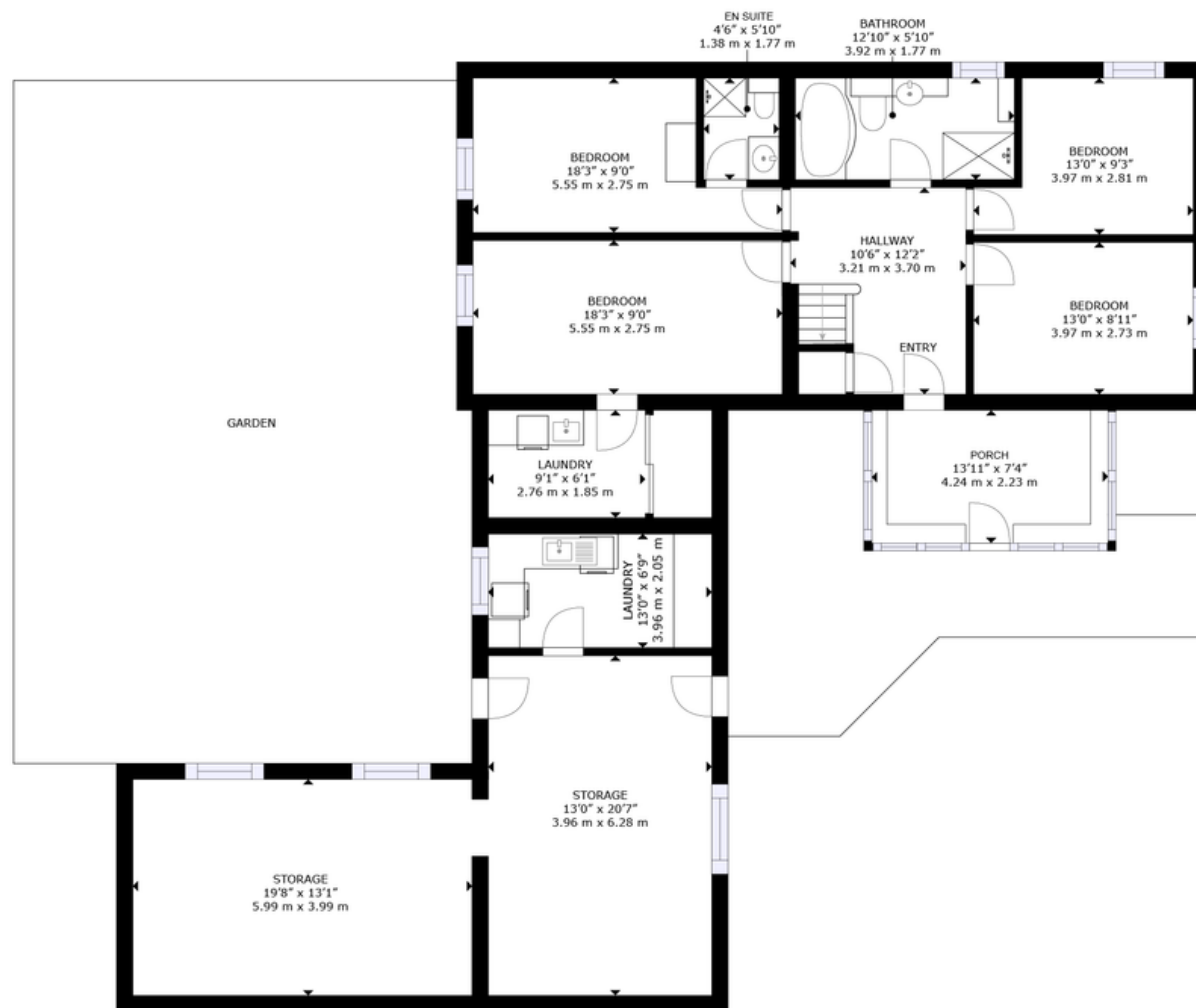 EN SUITE
4'6" x 5'10"
1.38 m x 1.77 m
BATHROOM
12'10" x 5'10"
3.92 m x 1.77 m
BEDROOM
18'3" x 9'0"
5.55 m x 2.75 m
BEDROOM
13'0" x 9'3"
3.97 m x 2.81 m
HALLWAY
10'6" x 12'2"
3.21 m x 3.70 m
BEDROOM
18'3" x 9'0"
5.55 m x 2.75 m
BEDROOM
13'0" x 8'11"
3.97 m x 2.73 m
ENTRY
GARDEN
LAUNDRY
9'1" x 6'1"
2.76 m x 1.85 m
PORCH
13'11" x 7'4"
4.24 m x 2.23 m
LAUNDRY
13'0" x 6'9"
3.96 m x 2.05 m
STORAGE
13'0" x 20'7"
3.96 m x 6.28 m
STORAGE
19'8" x 13'1"
5.99 m x 3.99 m